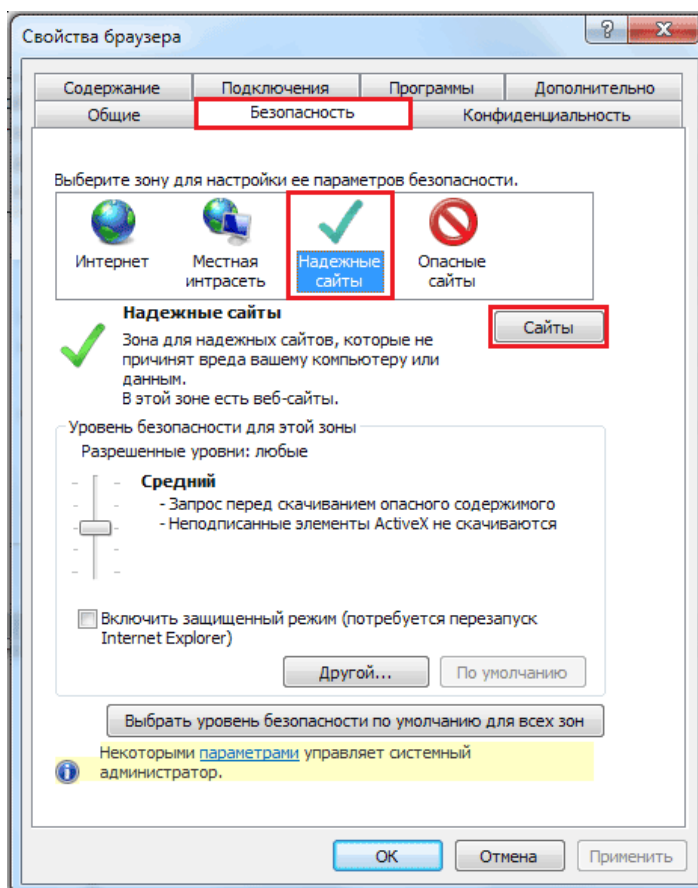 Свойства браузера
Содержание Подключения Программы Дополнительно
Общие Безопасность Конфиденциальность
Выберите зону для настройки ее параметров безопасности.
Интернет Местная интрасеть Надежные сайты Опасные сайты
Надежные сайты
Сайты
Зона для надежных сайтов, которые не
причинят вреда вашему компьютеру или
данным.
В этой зоне есть веб-сайты.
Уровень безопасности для этой зоны
Разрешенные уровни: любые
Средний
- Запрос перед скачиванием опасного содержимого
- Неподписанные элементы ActiveX не скачиваются
Включить защищенный режим (потребуется перезапуск
Internet Explorer)
Другой... По умолчанию
Выбрать уровень безопасности по умолчанию для всех зон
Некоторыми параметрами управляет системный
администратор.
ОК Отмена Применить